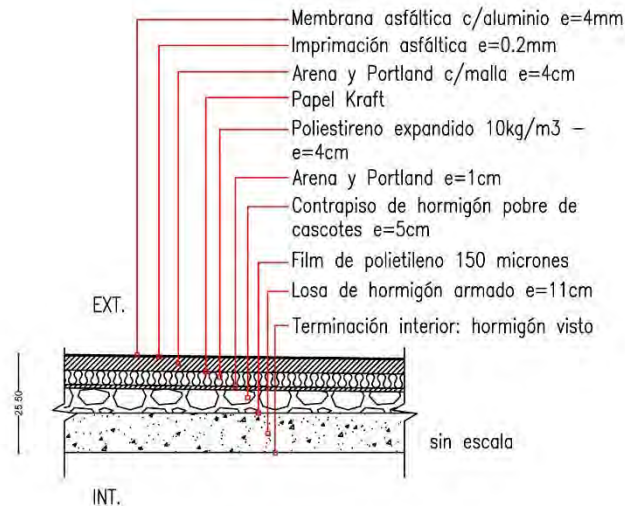 Membrana asfáltica c/aluminio e=4mm
Imprimación asfáltica e=0.2mm
Arena y Portland c/malla e=4cm
Papel Kraft
Poliestireno expandido 10kg/m3 –
e=4cm
Arena y Portland e=1cm
Contrapiso de hormigón pobre de
cascotes e=5cm
Film de polietileno 150 micrones
Losa de hormigón armado e=11cm
EXT.
Terminación interior: hormigón visto
25.50
sin escala
INT.